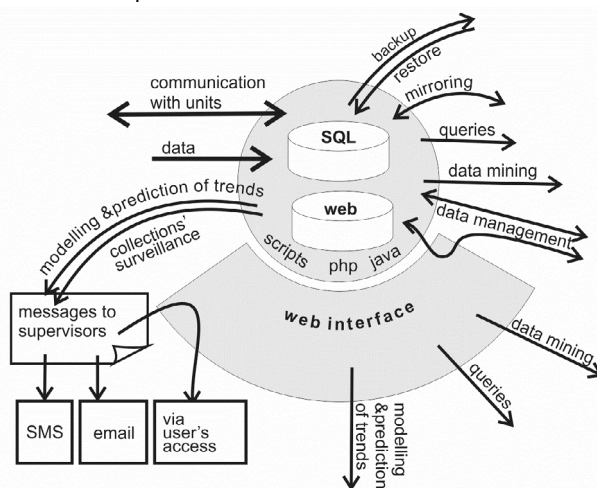 backup
restore
mirroring
communication
with units
SQL
queries
data
data mining
modelling &prediction of trends
web
data management
collections'
surveillance
scripts
php
java
messages to
supervisors
web interface
data mining
queries
SMS
email
via
user's
access
modelling
&prediction
of trends